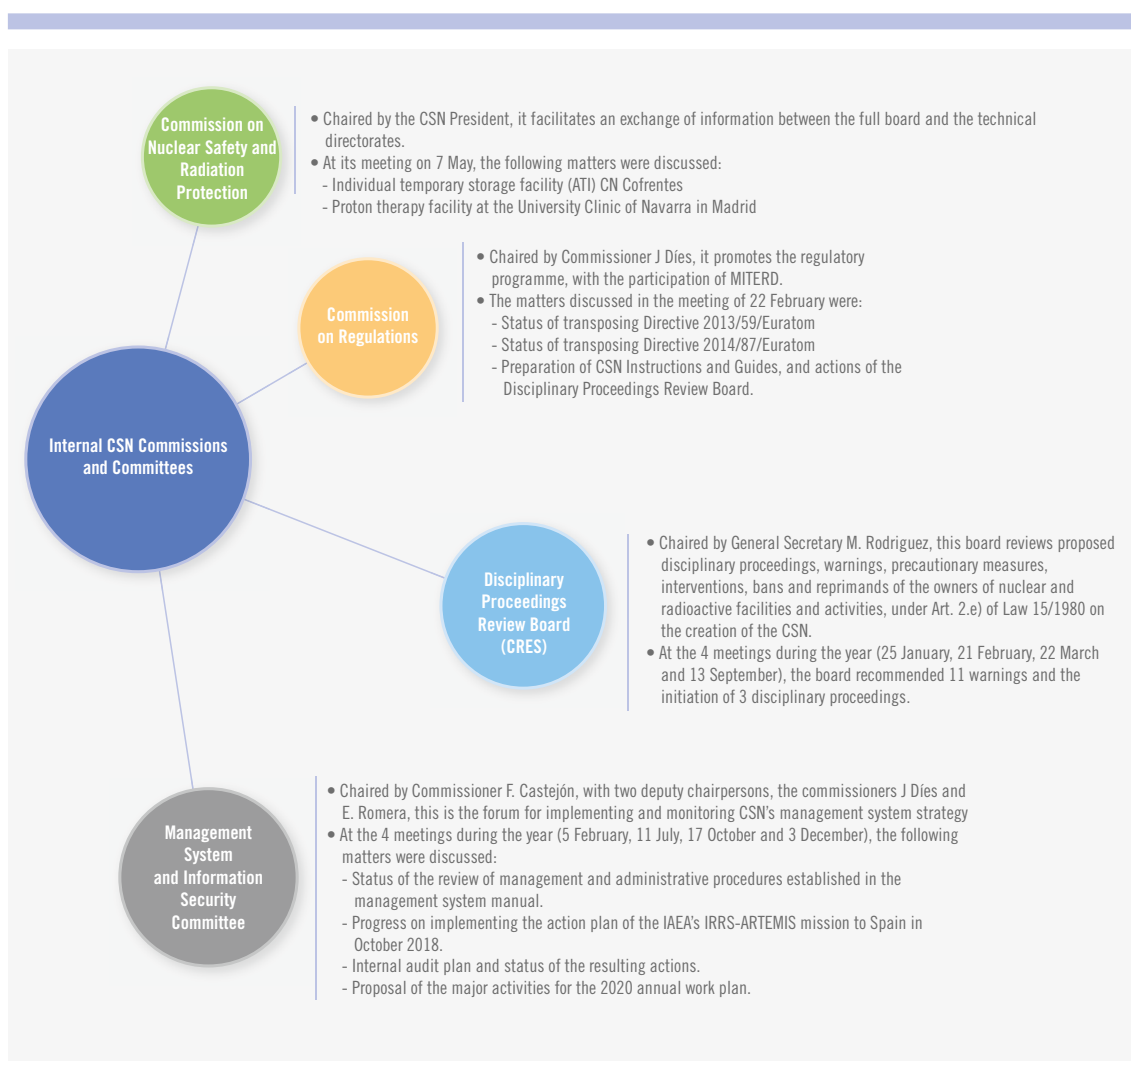 Commission on
Nuclear Safety and
Radiation
Protection
• Chaired by the CSN President, it facilitates an exchange of information between the full board and the technical
directorates.
• At its meeting on 7 May, the following matters were discussed:
- Individual temporary storage facility (ATI) CN Cofrentes
- Proton therapy facility at the University Clinic of Navarra in Madrid
Commission
on Regulations
• Chaired by Commissioner J Díes, it promotes the regulatory
programme, with the participation of MITERD.
• The matters discussed in the meeting of 22 February were:
- Status of transposing Directive 2013/59/Euratom
- Status of transposing Directive 2014/87/Euratom
- Preparation of CSN Instructions and Guides, and actions of the
Disciplinary Proceedings Review Board.
Internal CSN Commissions
and Committees
Disciplinary
Proceedings
Review Board
(CRES)
• Chaired by General Secretary M. Rodriguez, this board reviews proposed
disciplinary proceedings, warnings, precautionary measures,
interventions, bans and reprimands of the owners of nuclear and
radioactive facilities and activities, under Art. 2.e) of Law 15/1980 on
the creation of the CSN.
• At the 4 meetings during the year (25 January, 21 February, 22 March
and 13 September), the board recommended 11 warnings and the
initiation of 3 disciplinary proceedings.
Management
System
and Information
Security
Committee
• Chaired by Commissioner F. Castejón, with two deputy chairpersons, the commissioners J Díes and
E. Romera, this is the forum for implementing and monitoring CSN's management system strategy
• At the 4 meetings during the year (5 February, 11 July, 17 October and 3 December), the following
matters were discussed:
- Status of the review of management and administrative procedures established in the
management system manual.
- Progress on implementing the action plan of the IAEA's IRRS-ARTEMIS mission to Spain in
October 2018.
- Internal audit plan and status of the resulting actions.
- Proposal of the major activities for the 2020 annual work plan.